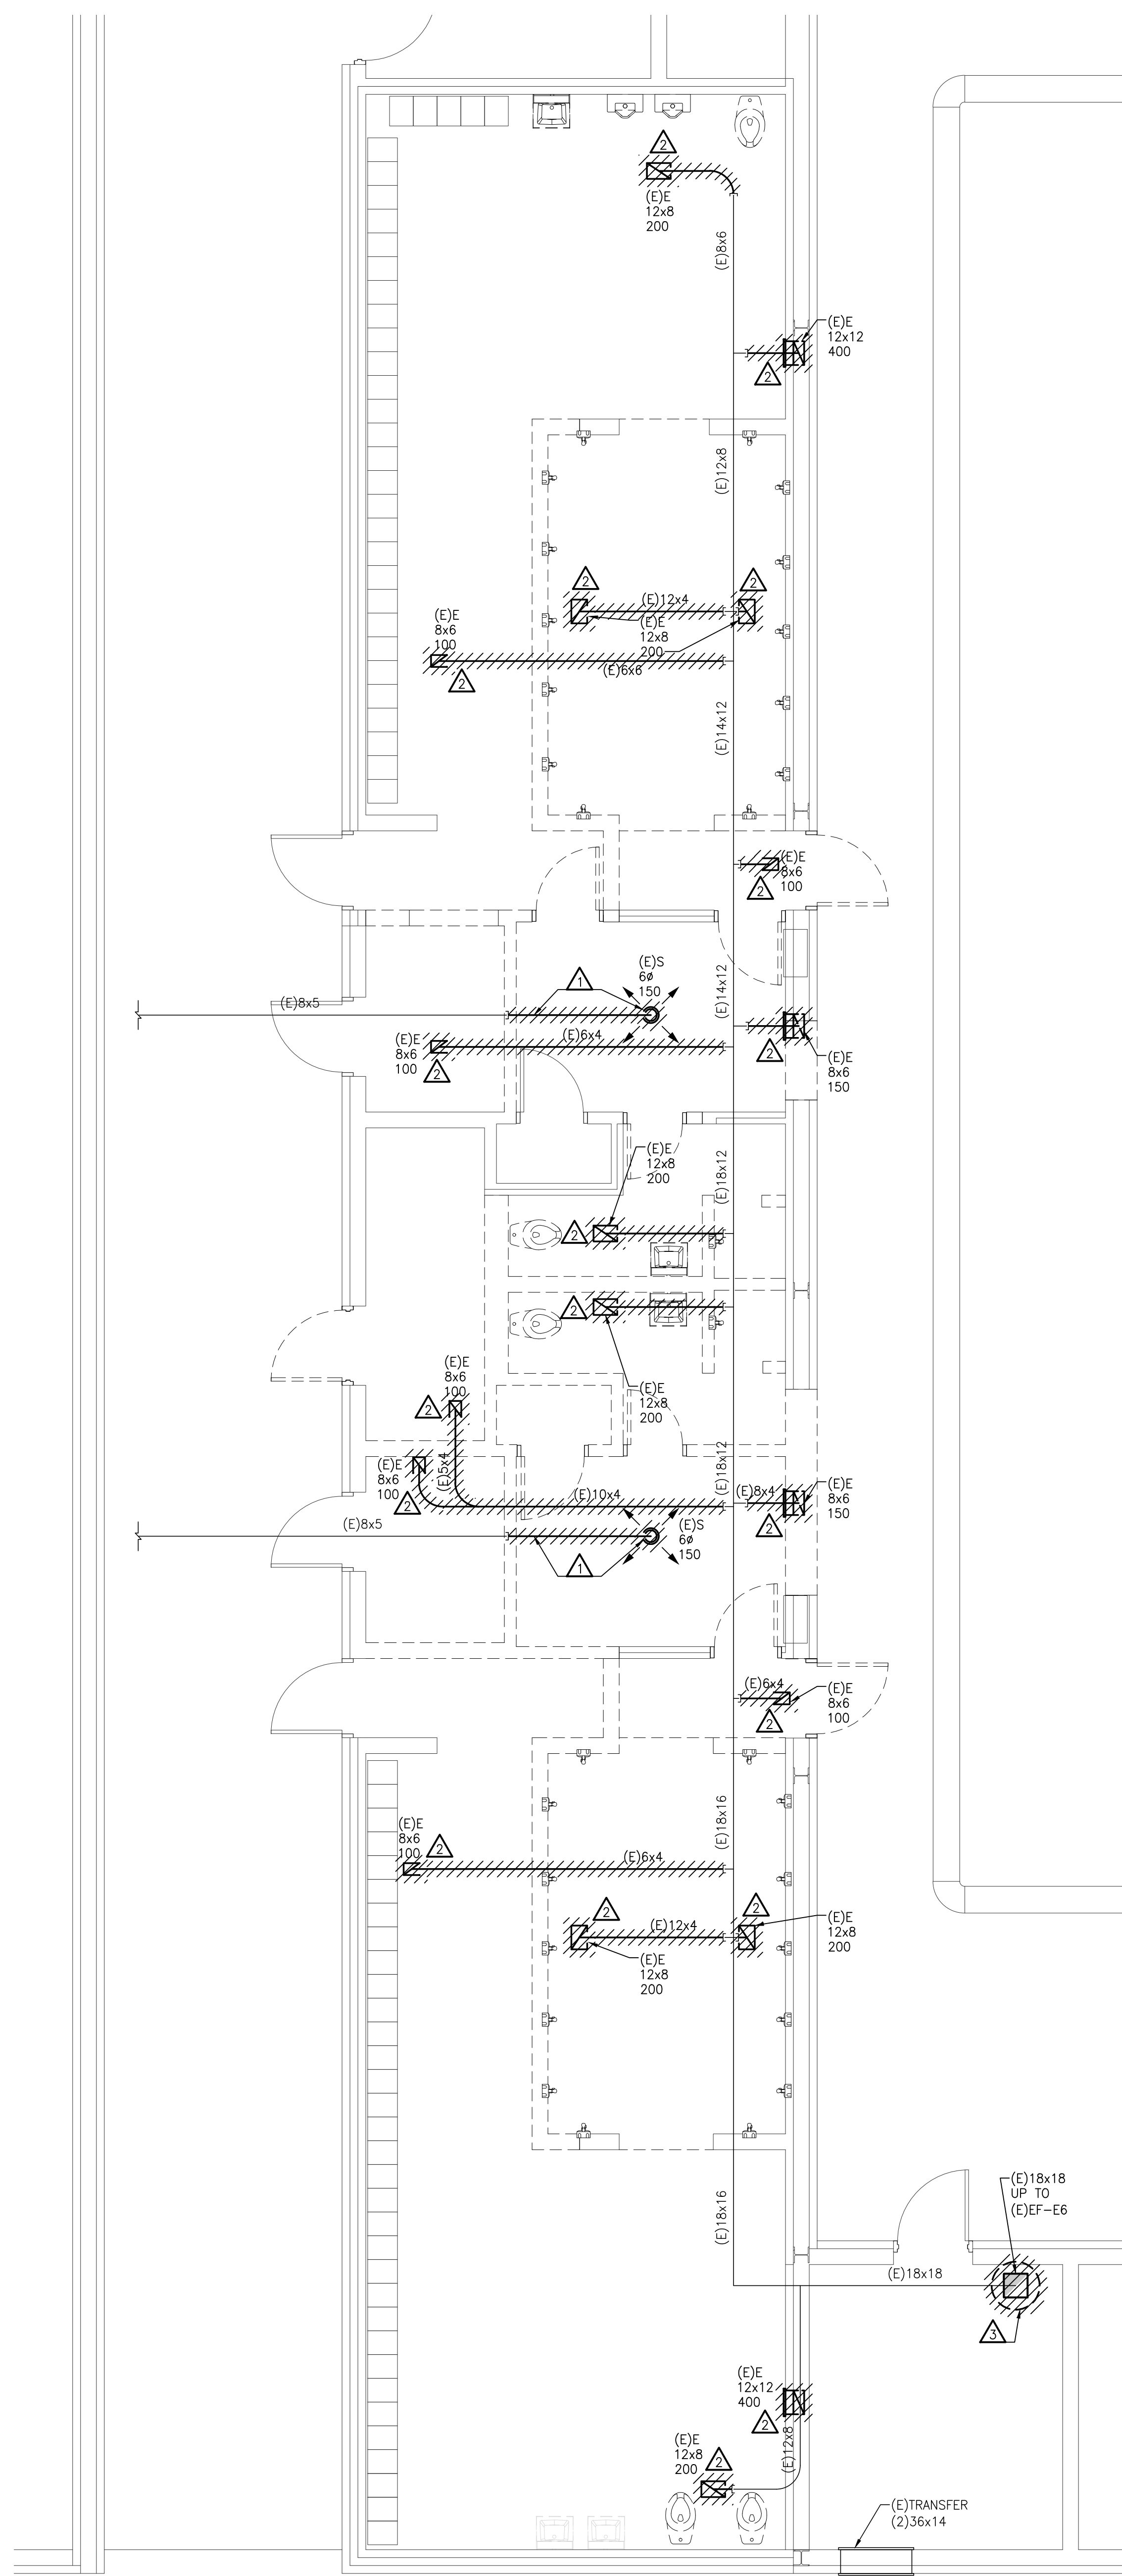 2
(E)E
12x8
200
(E)8x6
(E)E
12x12
400
2
(E)12x8
2
2
(E)12x4
(E)E
12x8
200
(E)E
8x6
100
2
(E)6x6
(E)14x12
(E)E
8x6
100
2
(E)S
6ø
150
1
(E)8x5
(E)14x12
(E)6x4
(E)E
8x6
100
2
2
(E)E
8x6
150
(E)E
12x8
200
(E)18x12
2
2
(E)E
12x8
200
(E)E
8x6
100
2
(E)E
8x6
100
2
(E)5x4
(E)10x4
(E)18x12
(E)8x4
(E)E
8x6
150
2
(E)8x5
(E)S
6ø
150
1
(E)6x4
(E)E
8x6
100
2
(E)18x16
(E)E
8x6
100
2
(E)6x4
2
2
(E)12x4
(E)E
12x8
200
(E)E
12x8
200
(E)18x16
(E)18x18
UP TO
(E)EF-E6
(E)18x18
3
(E)E
12x12
400
2
(E)12x8
(E)E
12x8
200
2
(E)TRANSFER
(2)36x14